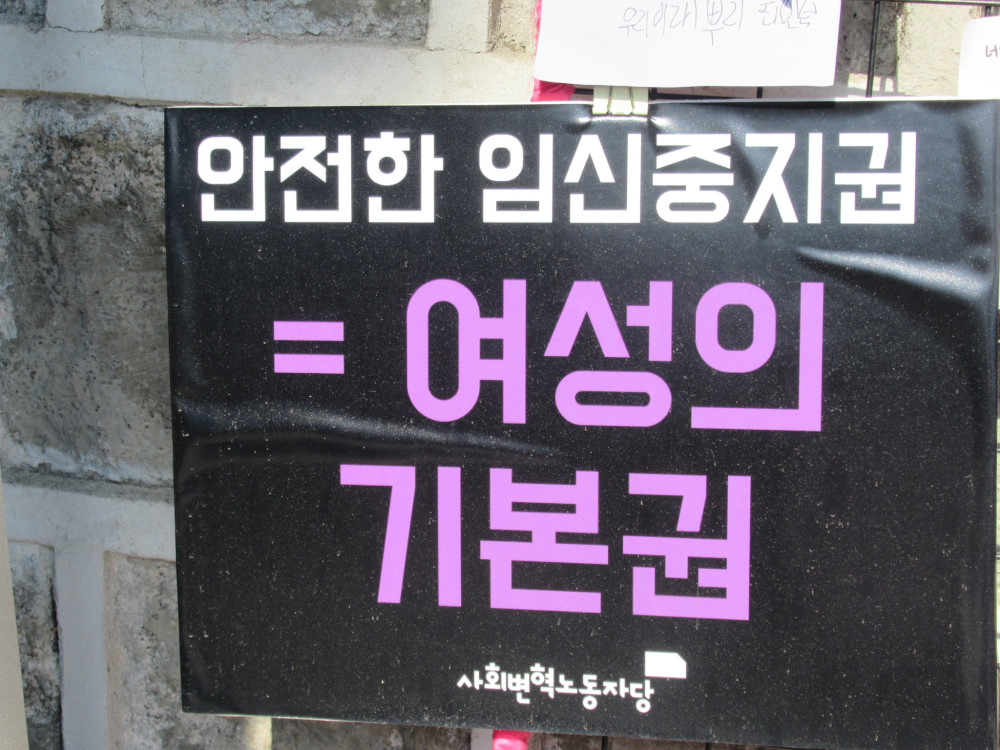 안전한 임신중지권
= 여성의
기본권
사회변혁노동자당